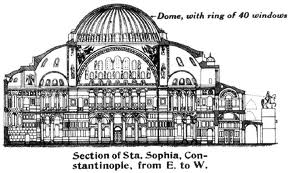 Dome, with ring of 40 windows
Section of Sta. Sophia, Con-
stantinople, from E. to W.